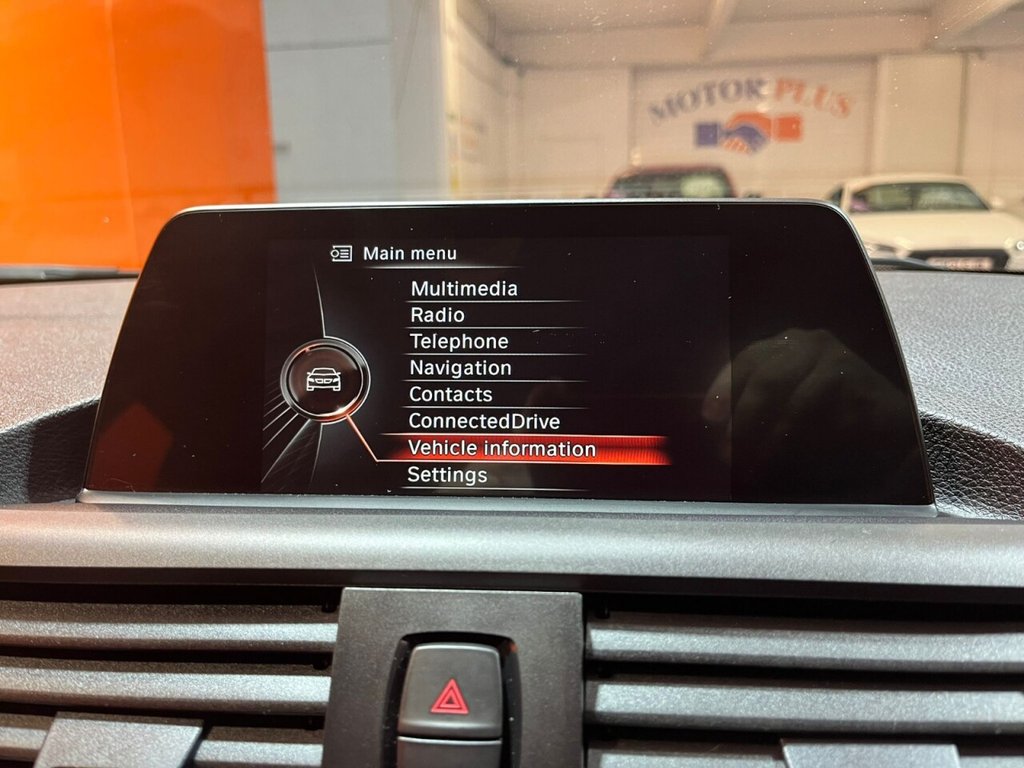 MOTOR PLUS
Main menu
Multimedia
Radio
Telephone
Navigation
Contacts
ConnectedDrive
Vehicle information
Settings